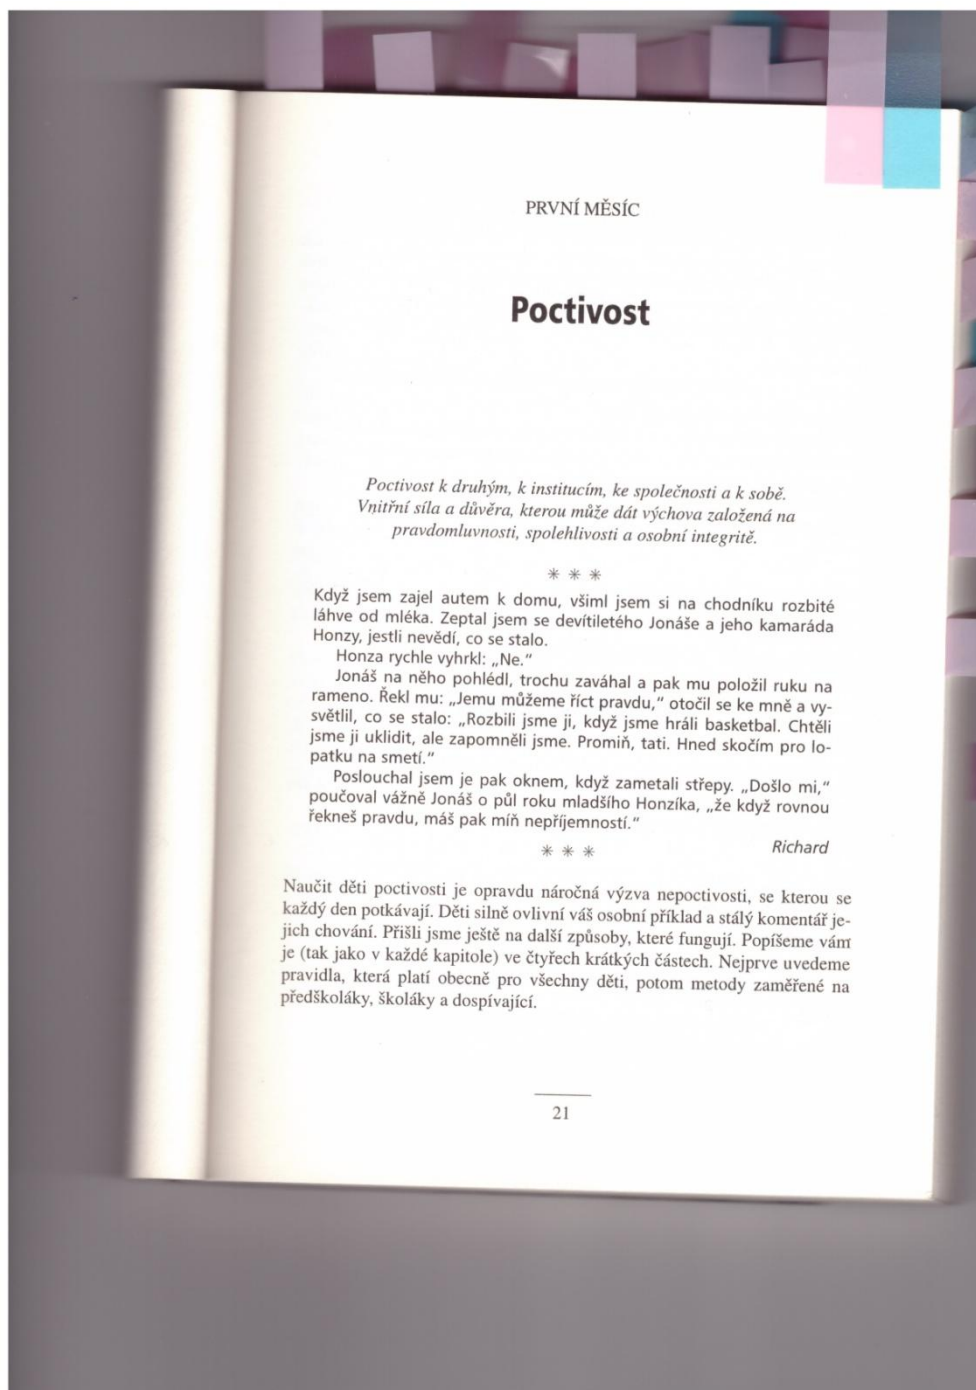 PRVNÍ MĚSÍC
Poctivost
Poctivost k druhým, k institucím, ke společnosti a k sobě.
Vnitřní síla a důvěra, kterou může dát výchova založená na
pravdomluvnosti, spolehlivosti a osobní integritě.
* * *
Když jsem zajel autem k domu, všiml jsem si na chodníku rozbité
láhve od mléka. Zeptal jsem se devítiletého Jonáše a jeho kamaráda
Honzy, jestli nevědí, co se stalo.
Honza rychle vyhrkl: „Ne."
Jonáš na něho pohlédl, trochu zaváhal a pak mu položil ruku na
rameno. Řekl mu: „Jemu můžeme říct pravdu," otočil se ke mně a vy-
světlil, co se stalo: „Rozbili jsme ji, když jsme hráli basketbal. Chtěli
jsme ji uklidit, ale zapomněli jsme. Promiň, tati. Hned skočím pro lo-
patku na smetí."
Poslouchal jsem je pak oknem, když zametali střepy. „Došlo mi,"
poučoval vážně Jonáš o půl roku mladšího Honzíka, „že když rovnou
řekneš pravdu, máš pak míň nepříjemností."
Richard
* * *
Naučit děti poctivosti je opravdu náročná výzva nepoctivosti, se kterou se
každý den potkávají. Děti silně ovlivní váš osobní příklad a stálý komentář je-
jich chování. Přišli jsme ještě na další způsoby, které fungují. Popíšeme vám
je (tak jako v každé kapitole) ve čtyřech krátkých částech. Nejprve uvedeme
pravidla, která platí obecně pro všechny děti, potom metody zaměřené na
předškoláky, školáky a dospívající.
21